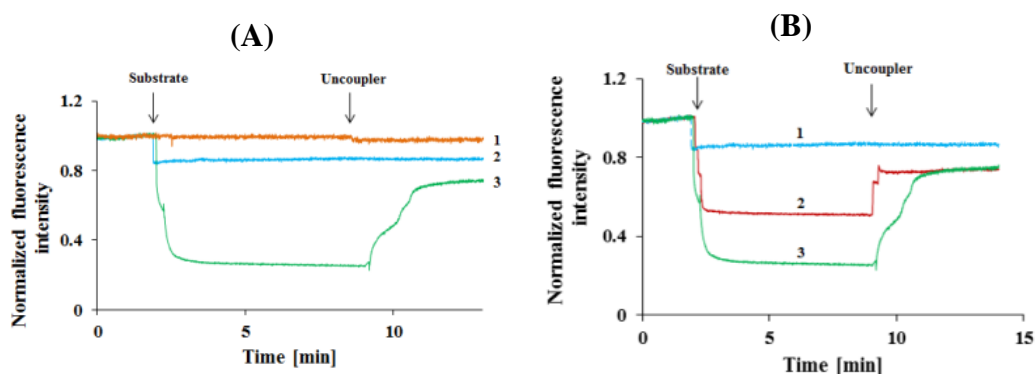 (A)
Substrate
Uncoupler
1.2
0.8
0.4
0
Normalized fluorescence
intensity
1
2
3
0
5
10
Time [min]
(B)
Substrate
Uncoupler
1.2
0.8
0.4
0
Normalized fluorescence
intensity
1
2
3
0
5
10
15
Time [min]